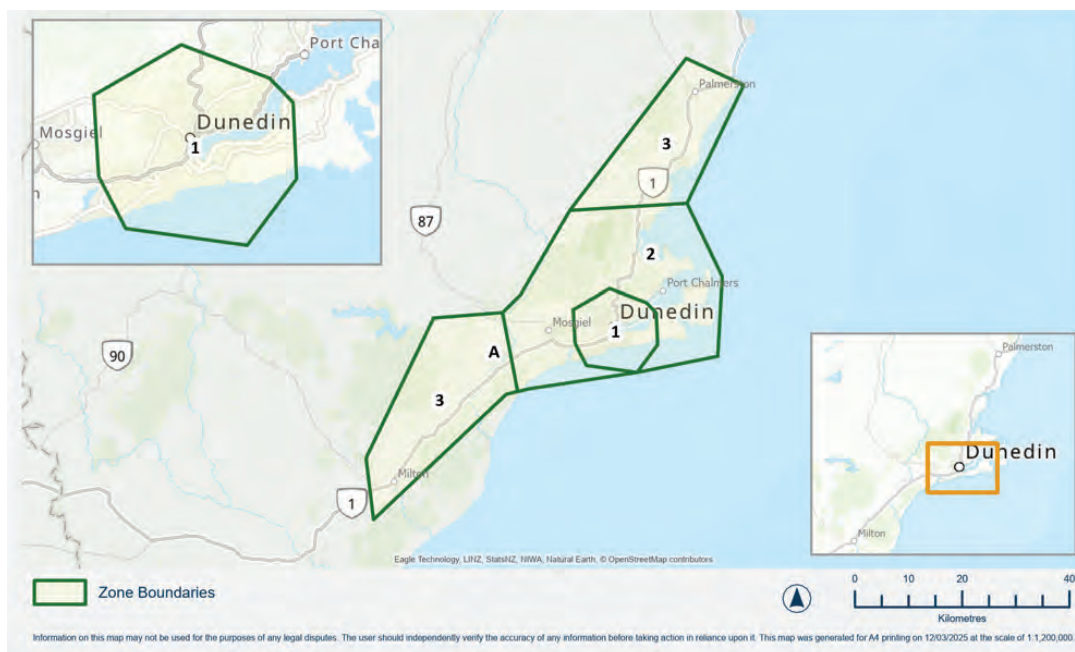 Port Cha
Mosgiel
Dunedin
1
n
Palmerston
3
1
87
2
Port Chalmers
Mosgiel
Dunedin
1
A
90
3
Milton
1
Palmerston
Dunedin
Milton
Eagle Technology, LINZ, StatsNZ, NIWA, Natural Earth, © OpenStreetMap contributors
Zone Boundaries
0 10 20 40
Kilometres
Information on this map may not be used for the purposes of any legal disputes. The user should independently verify the accuracy of any information before taking action in reliance upon it. This map was generated for A4 printing on 12/03/2025 at the scale of 1:1,200,000.